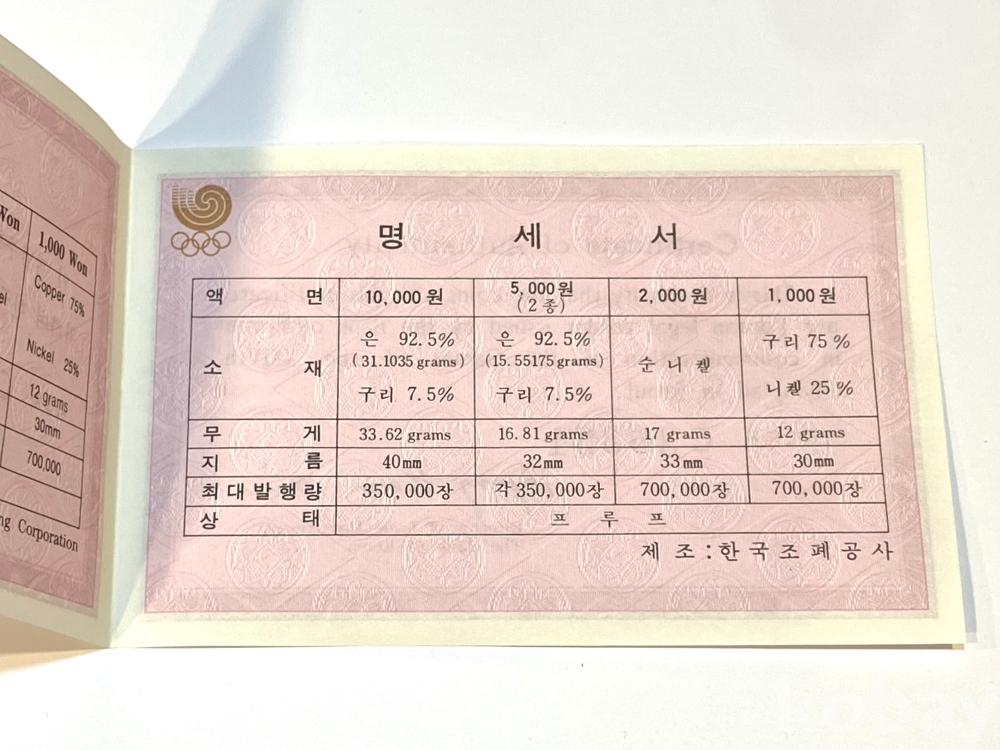 Won
1,000 Won
Copper 75%
Nickel 25%
12 grams
30mm
700,000
ng Corporation
명 세 서
액 면 10,000원 5,000원 (2종) 2,000원 1,000원
소 재 은 92.5% (31.1035 grams) 구리 7.5% 은 92.5% (15.55175 grams) 구리 7.5% 순니켈 구리 75% 니켈 25%
무 게 33.62 grams 16.81 grams 17 grams 12 grams
지 름 40mm 32mm 33mm 30mm
최대발행량 350,000장 각350,000장 700,000장 700,000장
상 태 프 루 프
제 조 : 한국조폐공사